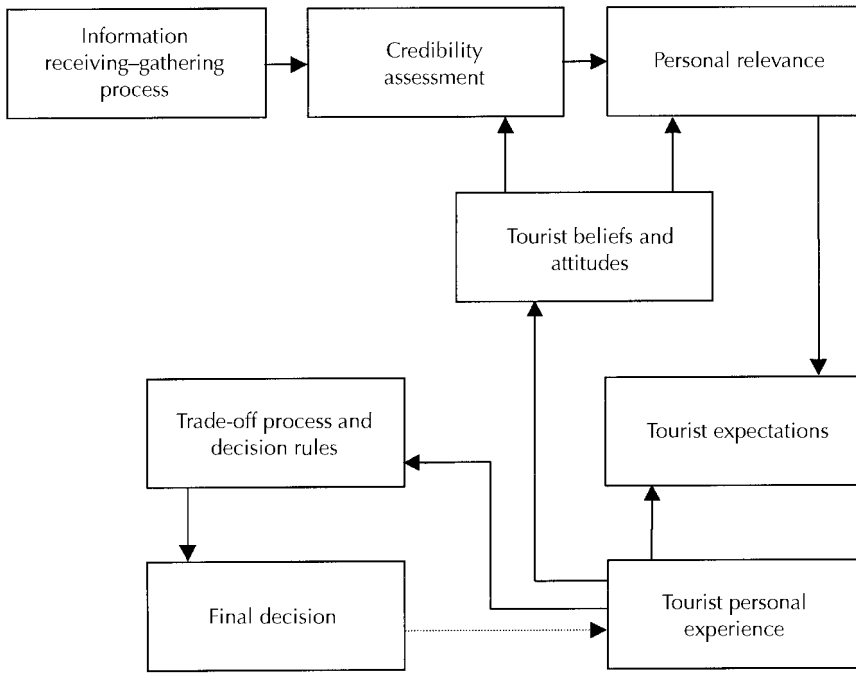 Information
receiving–gathering
process
Credibility
assessment
Personal relevance
Tourist beliefs and
attitudes
Trade-off process and
decision rules
Tourist expectations
Final decision
Tourist personal
experience